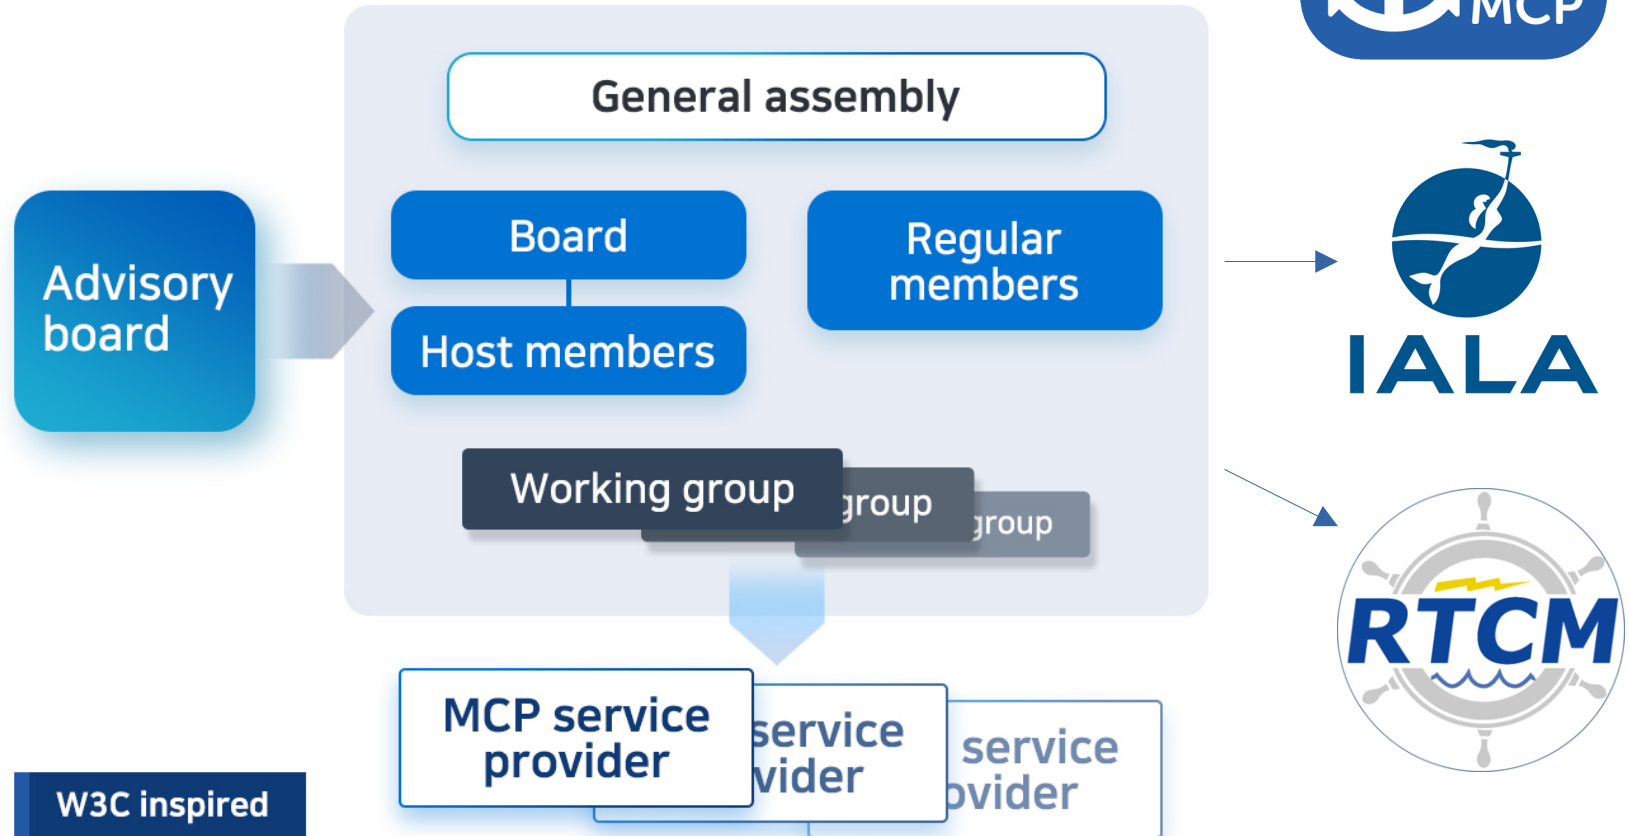 MCP
General assembly
Advisory
board
Board
Host members
Regular
members
IALA
Working group
group
group
RTCM
MCP service
provider
service
vider
service
ovider
W3C inspired